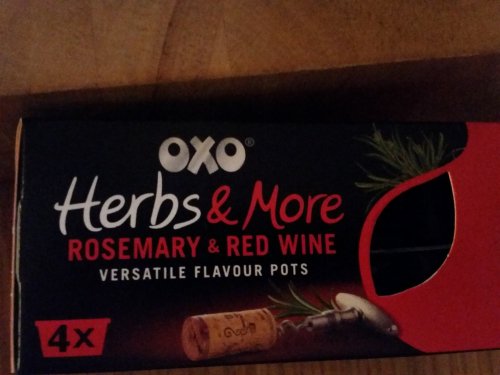 OXO®
Herbs & More
ROSEMARY & RED WINE
VERSATILE FLAVOUR POTS
4X